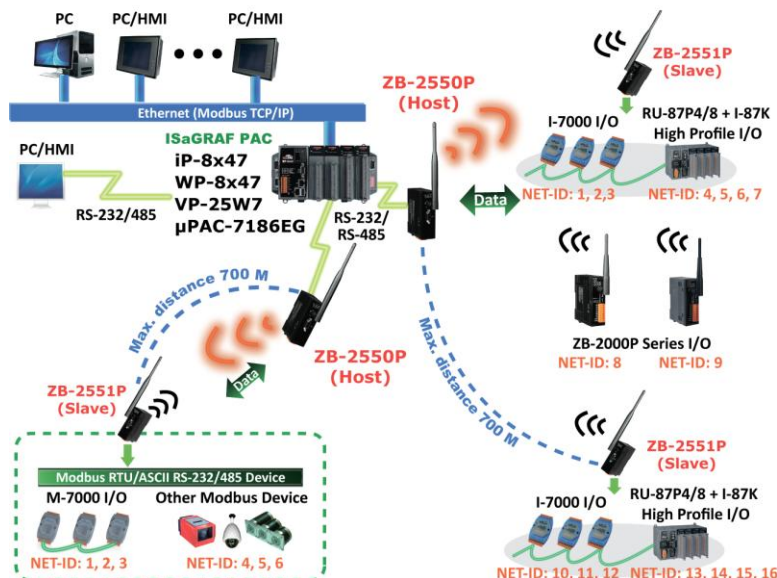 PC
PC/HMI
PC/HMI
Ethernet (Modbus TCP/IP)
PC/HMI
RS-232/485
ISaGRAF PAC
iP-8x47
WP-8x47
VP-25W7
µPAC-7186EG
RS-232/
RS-485
ZB-2550P
(Host)
Data
ZB-2551P
(Slave)
I-7000 I/O
RU-87P4/8 + I-87K
High Profile I/O
NET-ID: 1, 2,3
NET-ID: 4, 5, 6, 7
ZB-2000P Series I/O
NET-ID: 8
NET-ID: 9
Max. distance 700 M
Max. distance 700 M
ZB-2550P
(Host)
Data
ZB-2551P
(Slave)
Modbus RTU/ASCII RS-232/485 Device
M-7000 I/O
Other Modbus Device
NET-ID: 1, 2, 3
NET-ID: 4, 5, 6
ZB-2551P
(Slave)
I-7000 I/O
RU-87P4/8 + I-87K
High Profile I/O
NET-ID: 10, 11, 12
NET-ID: 13, 14, 15, 16